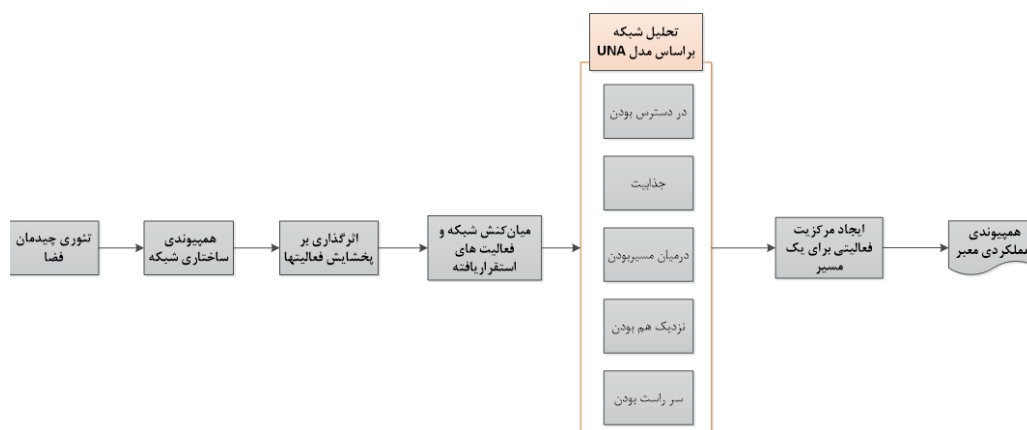 تحلیل شبکه
براساس مدل UNA
در دسترس بودن
جذابیت
درمیان مسیربودن
نزدیک هم بودن
سر راست بودن
تئوری چیدمان
فضا
همپیوندی
ساختاری شبکه
اثرگذاری بر
پخشایش فعالیتها
میان‌کنش شبکه و
فعالیت های
استقراریافته
ایجاد مرکزیت
فعالیتی برای یک
مسیر
همپیوندی
عملکردی معبر